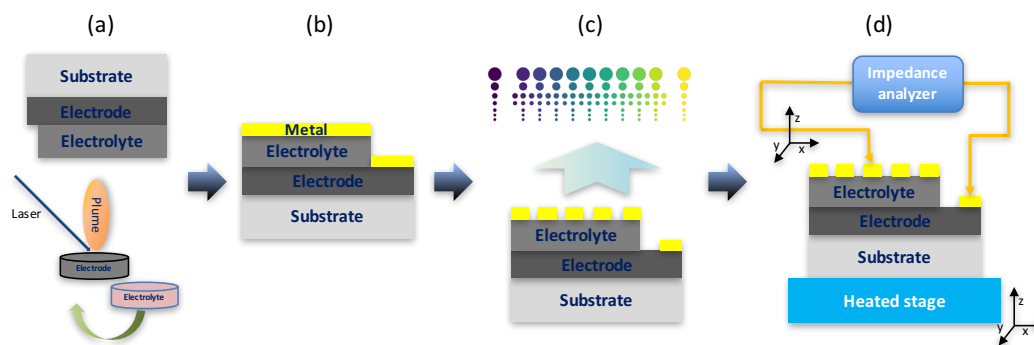 (a)
Substrate
Electrode
Electrolyte
Laser
Plume
Electrode
Electrolyte
(b)
Metal
Electrolyte
Electrode
Substrate
(c)
Electrolyte
Electrode
Substrate
(d)
Impedance
analyzer
z
y
x
Electrolyte
Electrode
Substrate
Heated stage
z
y
x